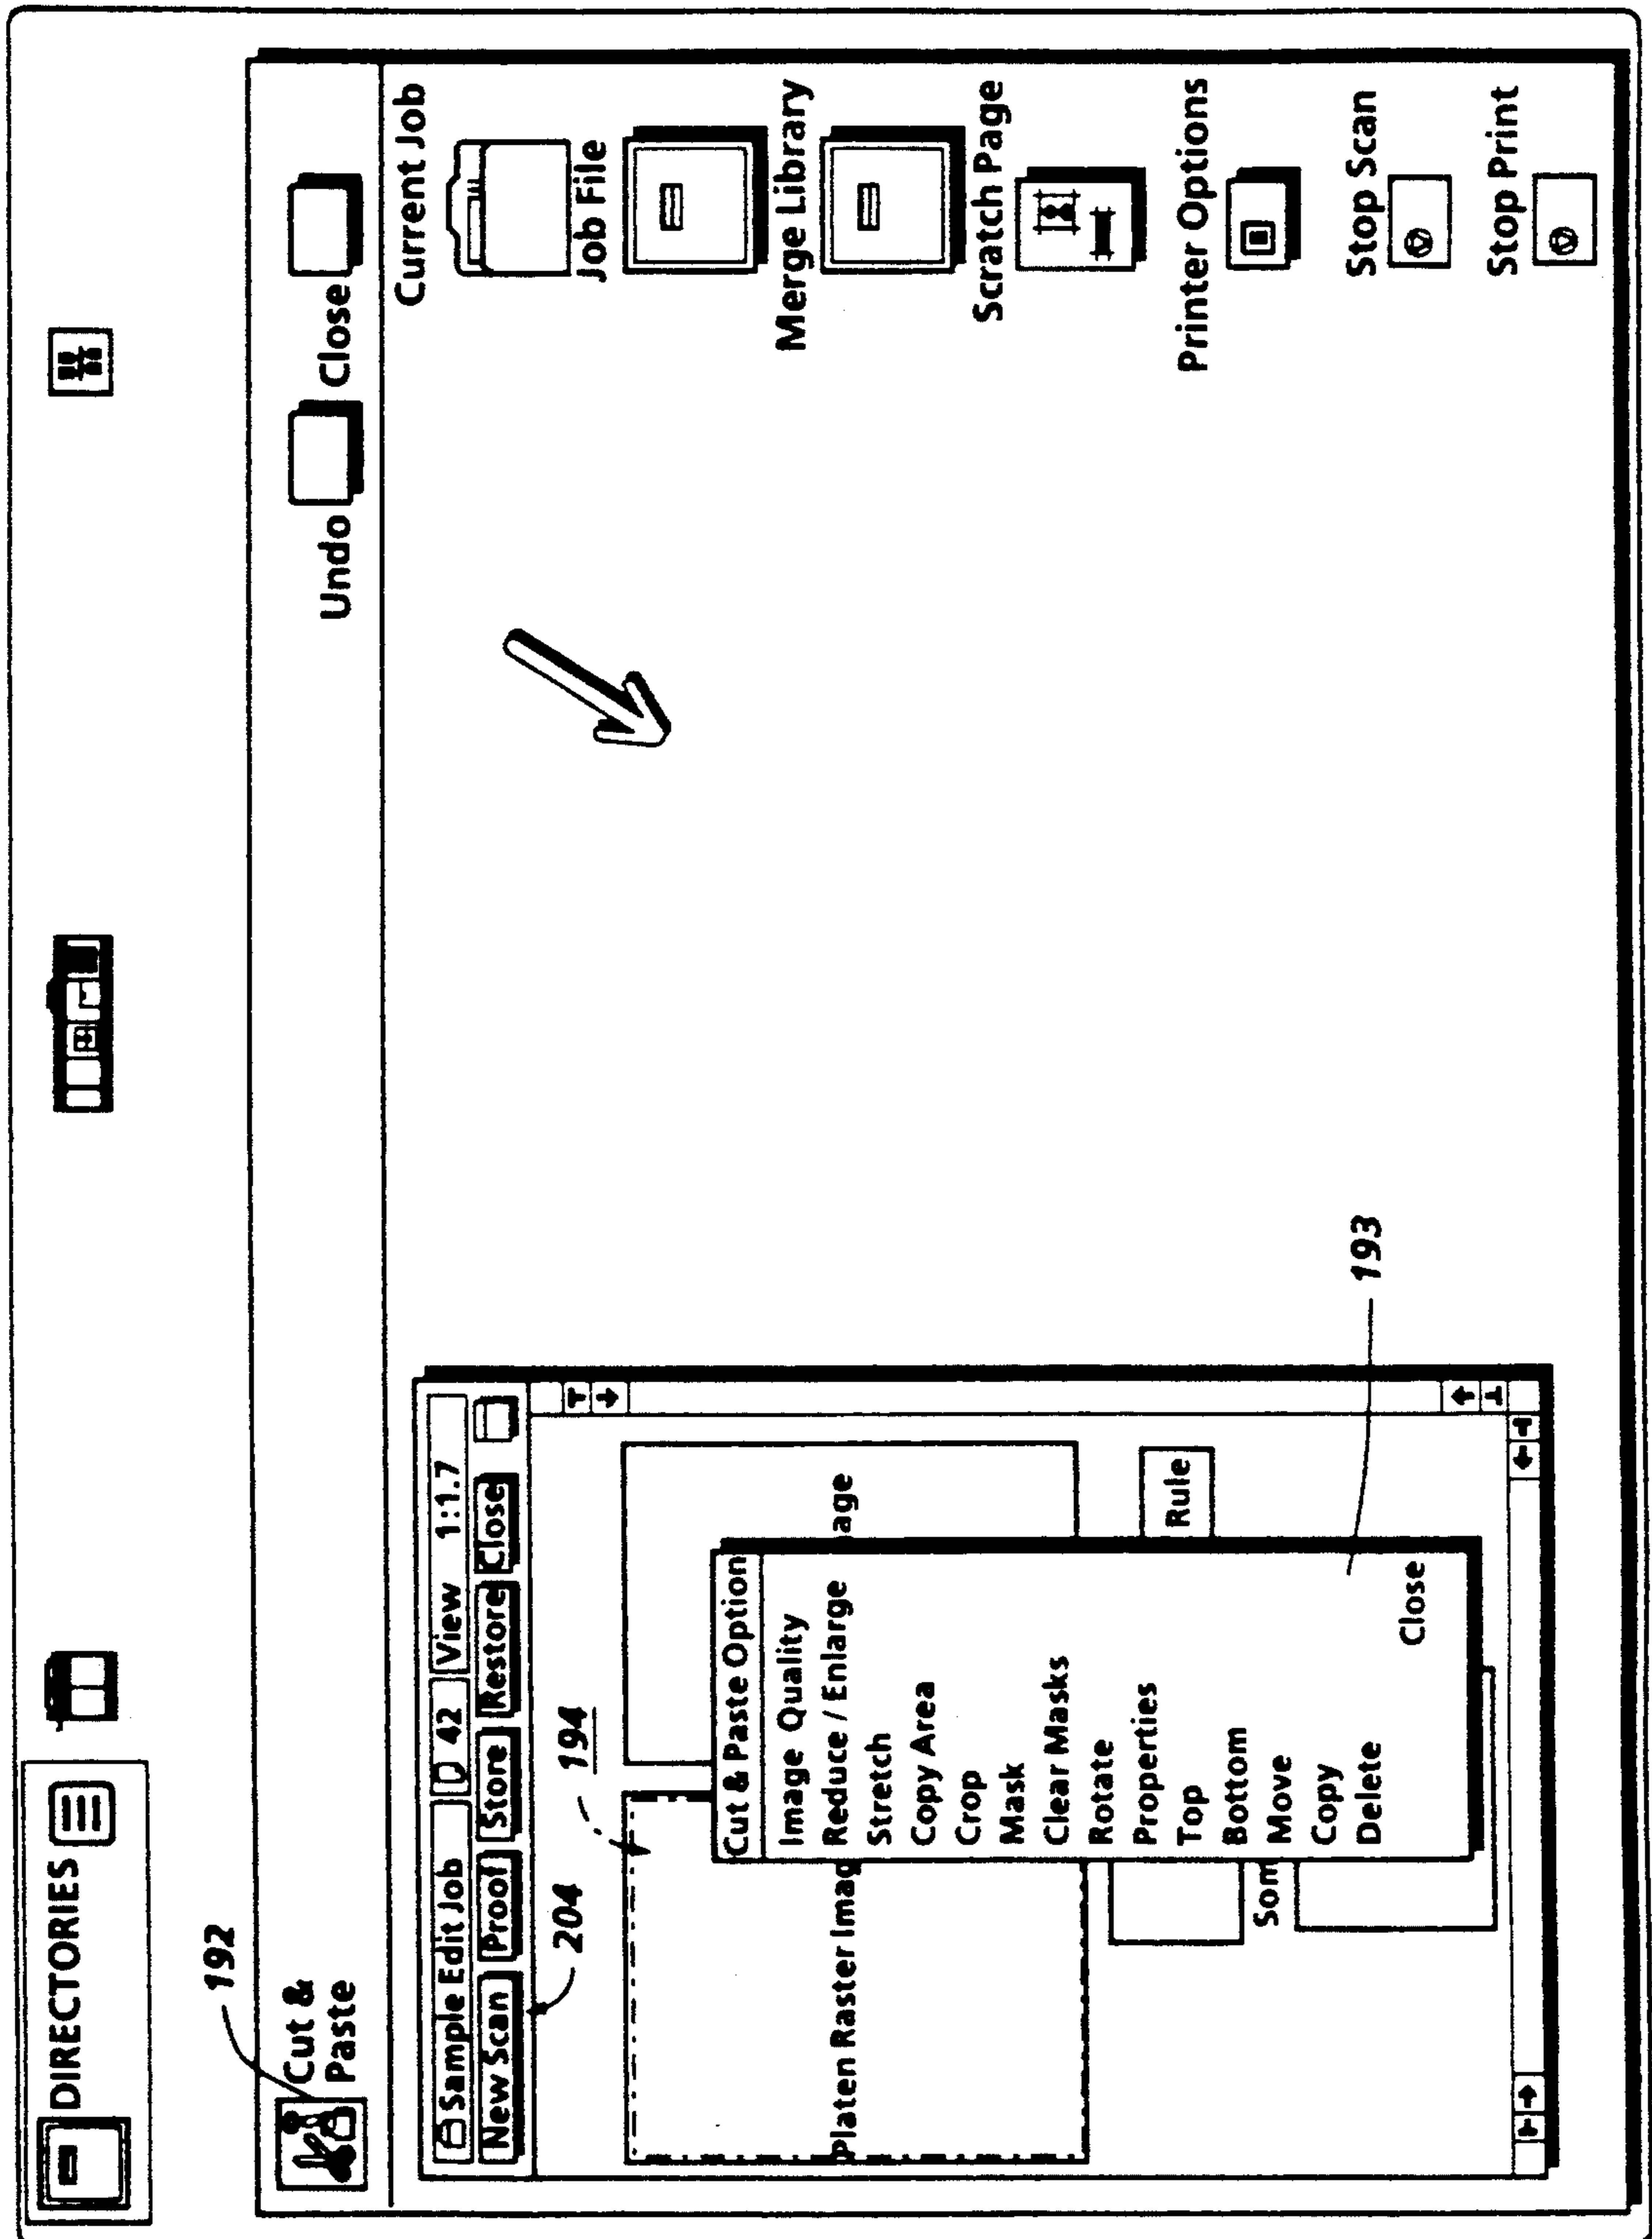 DIRECTORIES
192
Cut &
Paste
Undo
Close
Sample Edit Job
D 42
View 1:1.7
New Scan
Proof
Store
Restore
Close
204
194
Platen Raster Imag
age
Cut & Paste Option
Image Quality
Reduce / Enlarge
Stretch
Copy Area
Crop
Mask
Clear Masks
Rotate
Properties
Top
Bottom
Move
Copy
Delete
Close
Rule
Som
193
Current Job
Job File
Merge Library
Scratch Page
Printer Options
Stop Scan
Stop Print